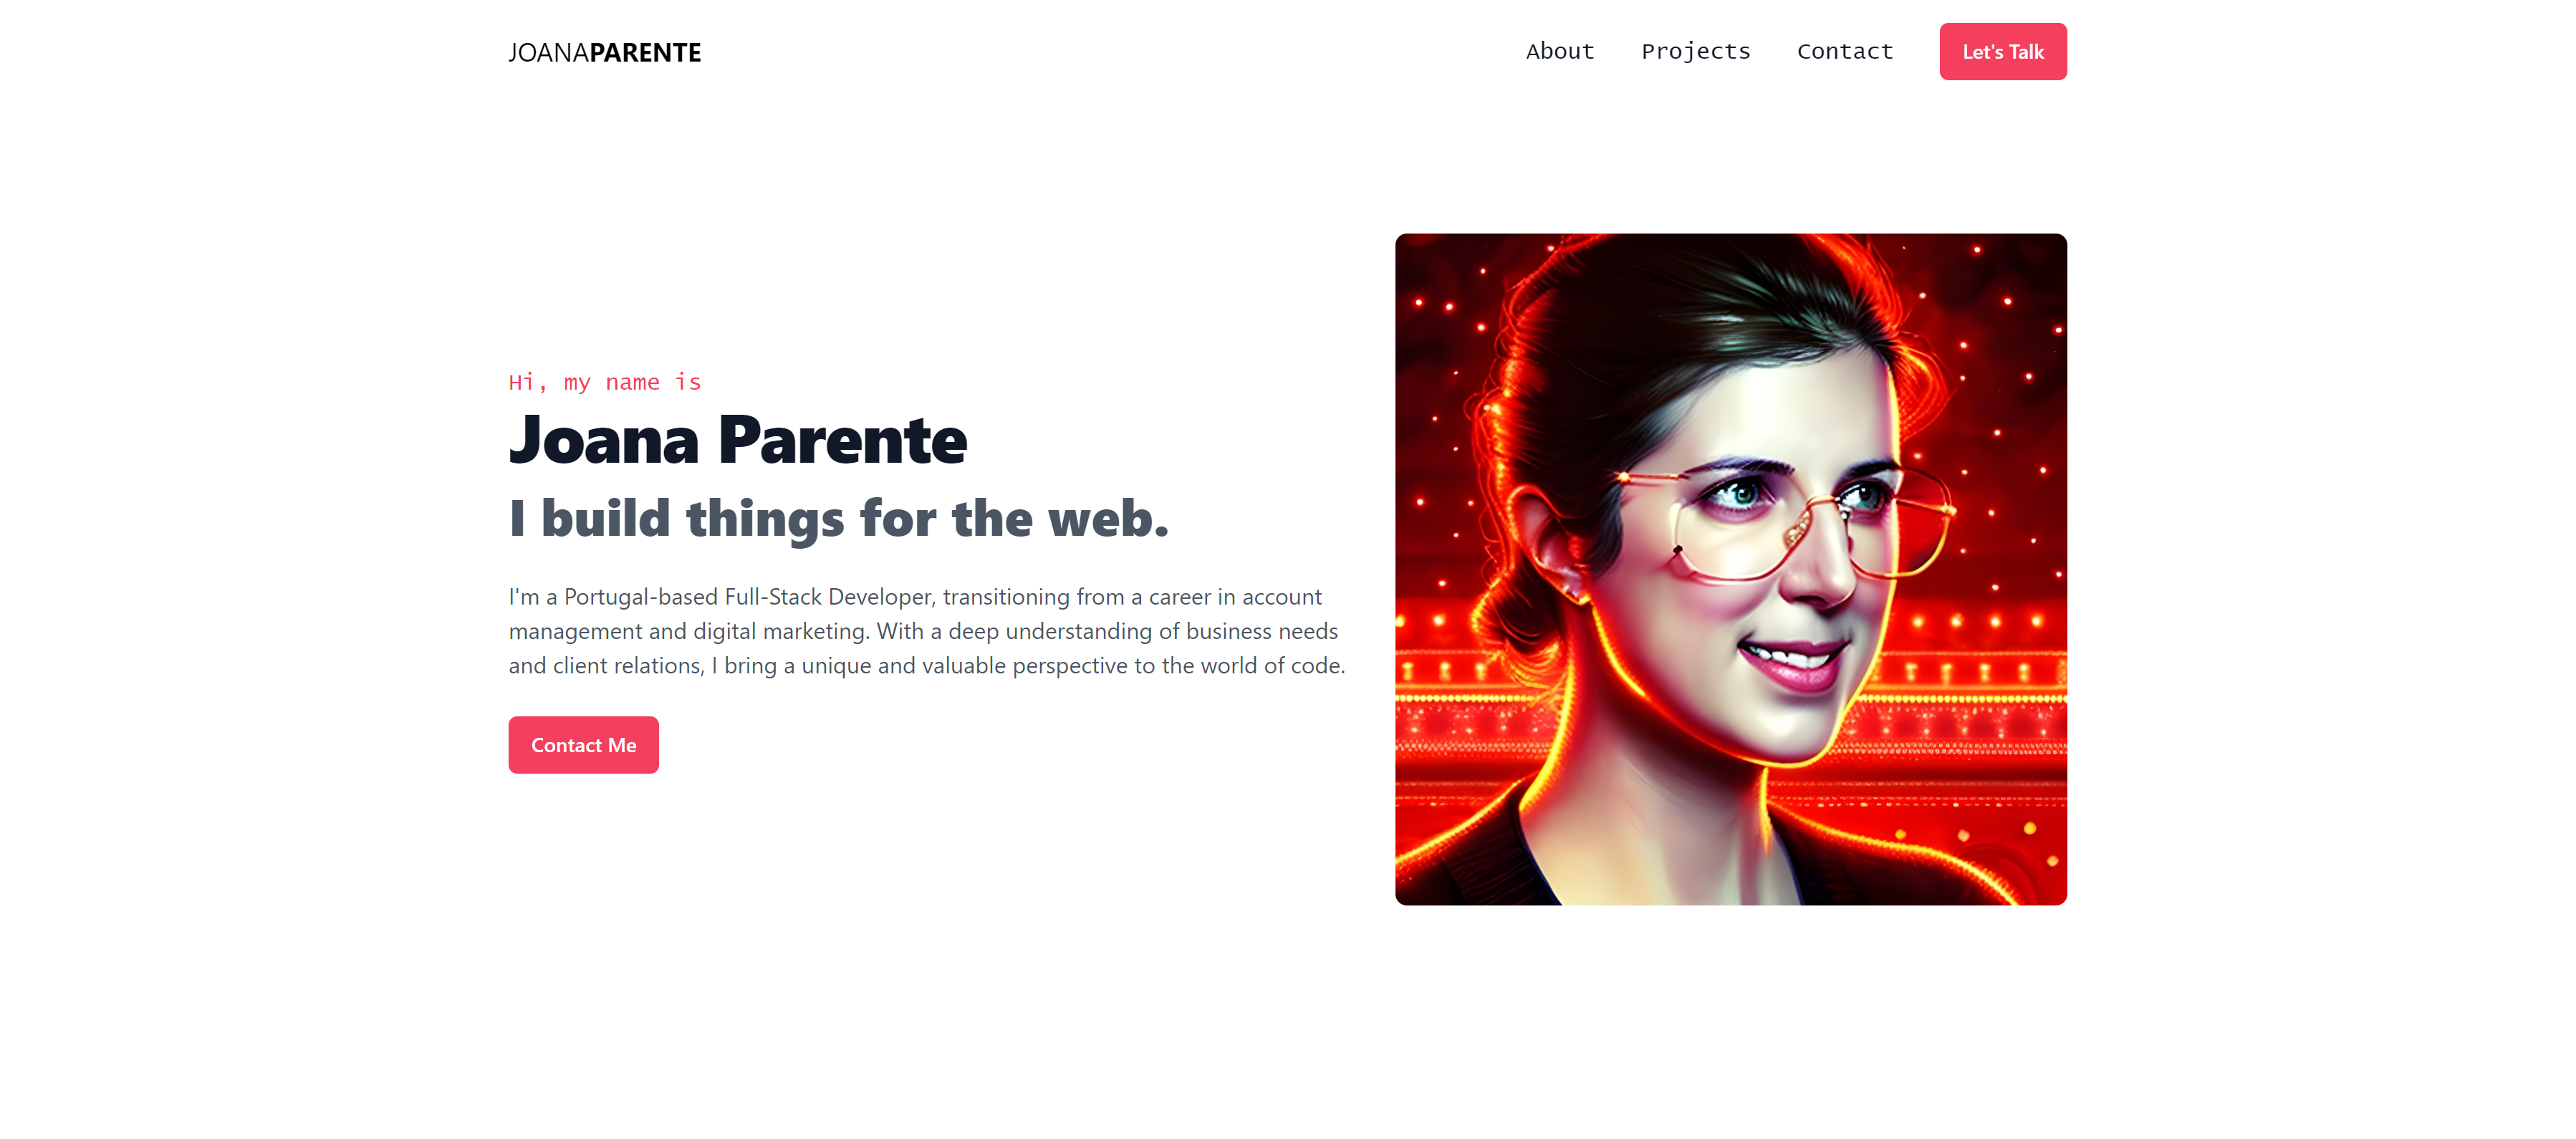 JOANAPARENTE
About Projects Contact Let's Talk
Hi, my name is
Joana Parente
I build things for the web.
I'm a Portugal-based Full-Stack Developer, transitioning from a career in account
management and digital marketing. With a deep understanding of business needs
and client relations, I bring a unique and valuable perspective to the world of code.
Contact Me